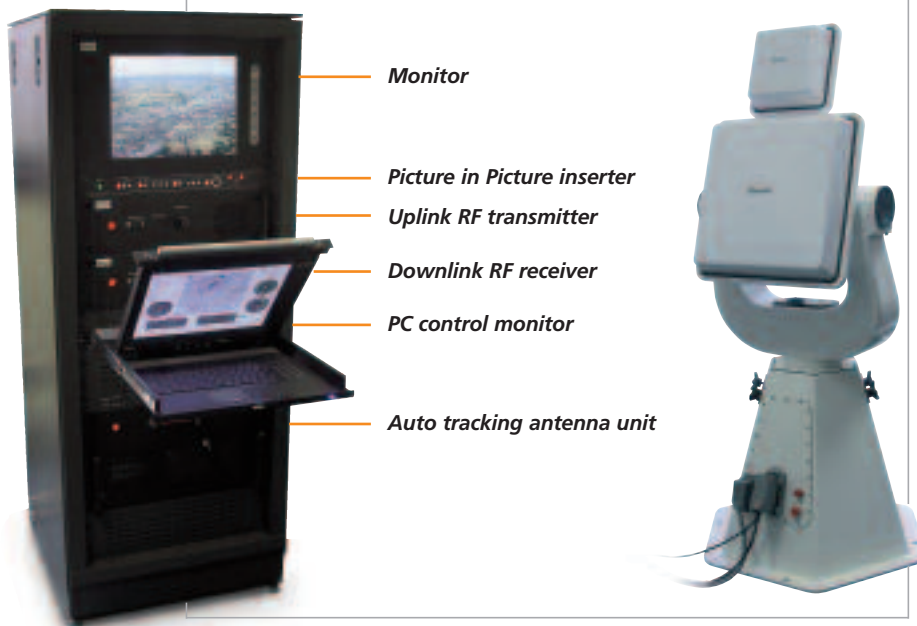 Monitor
Picture in Picture inserter
Uplink RF transmitter
Downlink RF receiver
PC control monitor
Auto tracking antenna unit